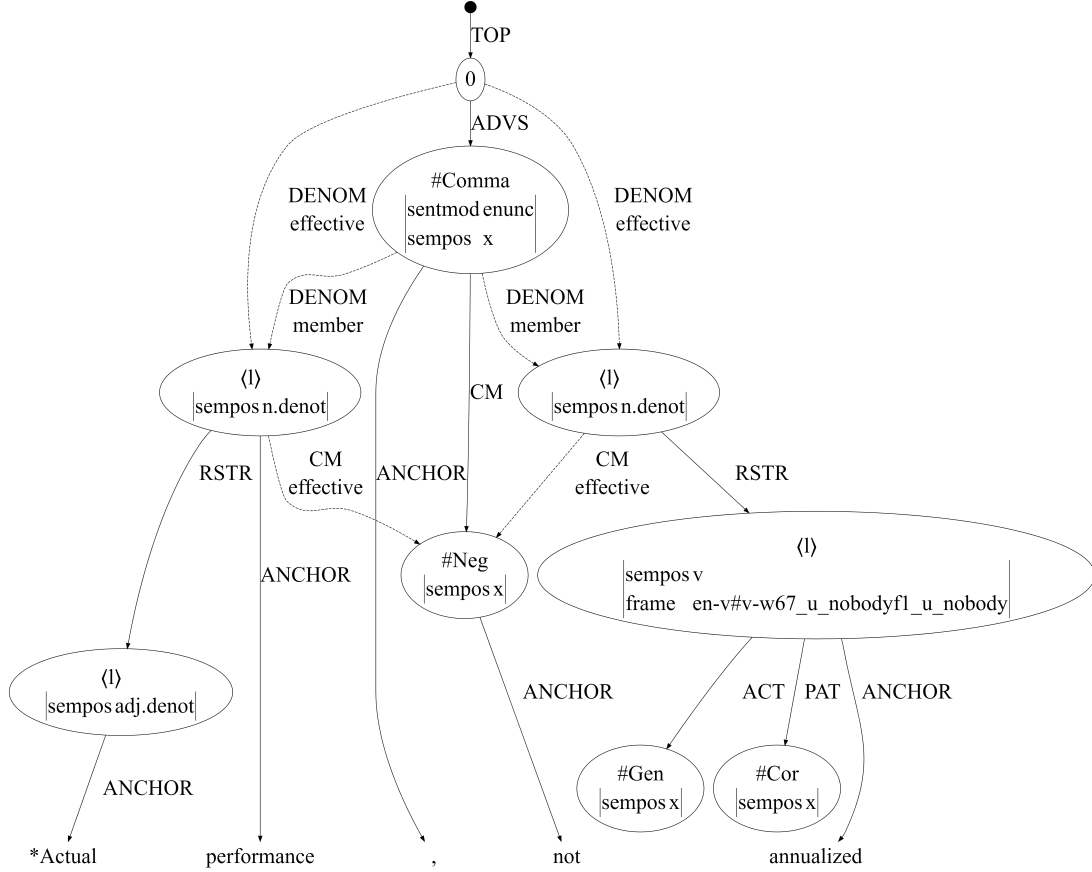 TOP
0
ADVS
#Comma
sentmod enunc
sempos x
DENOM
effective
DENOM
effective
DENOM
member
DENOM
member
⟨l⟩
sempos n.denot
CM
⟨l⟩
sempos n.denot
RSTR
CM
effective
ANCHOR
CM
effective
RSTR
ANCHOR
#Neg
sempos x
⟨l⟩
sempos v
frame en-v#v-w67_u_nobodyf1_u_nobody
⟨l⟩
sempos adj.denot
ANCHOR
ACT
PAT
ANCHOR
ANCHOR
#Gen
sempos x
#Cor
sempos x
*Actual performance , not annualized